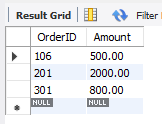 Result Grid Filter
OrderID Amount
106 500.00
201 2000.00
301 800.00
NULL NULL